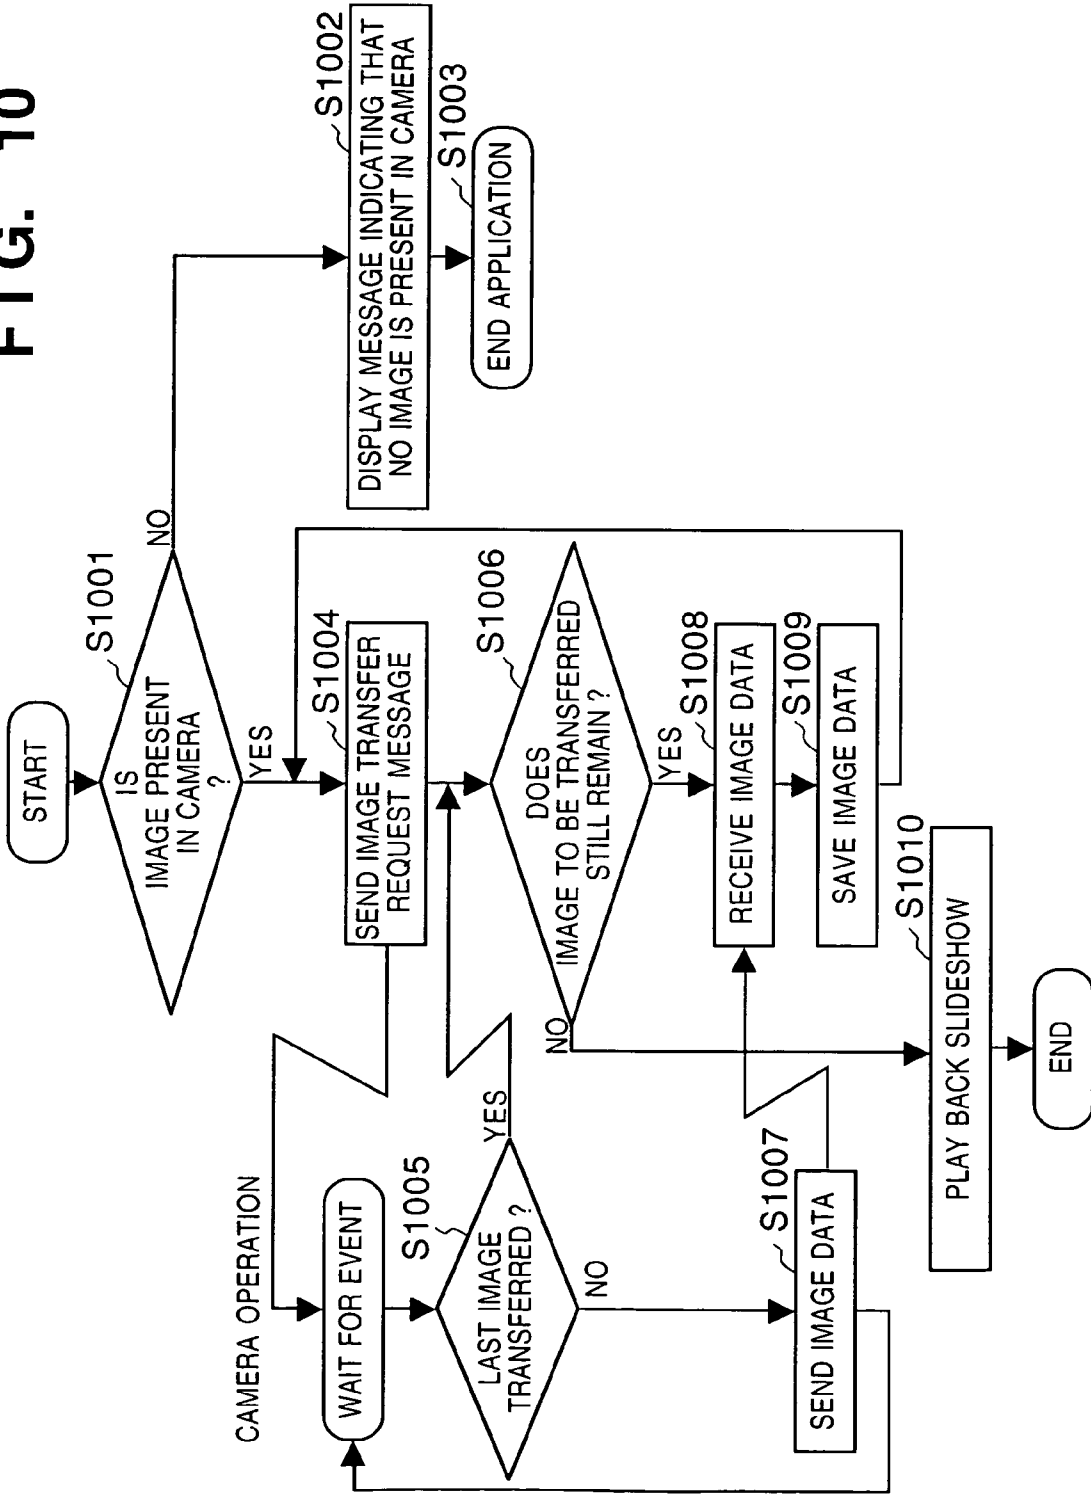 FIG. 10
START
S1001
IS
IMAGE PRESENT
IN CAMERA
?
NO
YES
S1002
DISPLAY MESSAGE INDICATING THAT
NO IMAGE IS PRESENT IN CAMERA
S1003
END APPLICATION
S1004
SEND IMAGE TRANSFER
REQUEST MESSAGE
CAMERA OPERATION
WAIT FOR EVENT
S1005
LAST IMAGE
TRANSFERRED ?
YES
NO
S1006
DOES
IMAGE TO BE TRANSFERRED
STILL REMAIN ?
NO
YES
S1007
SEND IMAGE DATA
S1008
RECEIVE IMAGE DATA
S1009
SAVE IMAGE DATA
S1010
PLAY BACK SLIDESHOW
END